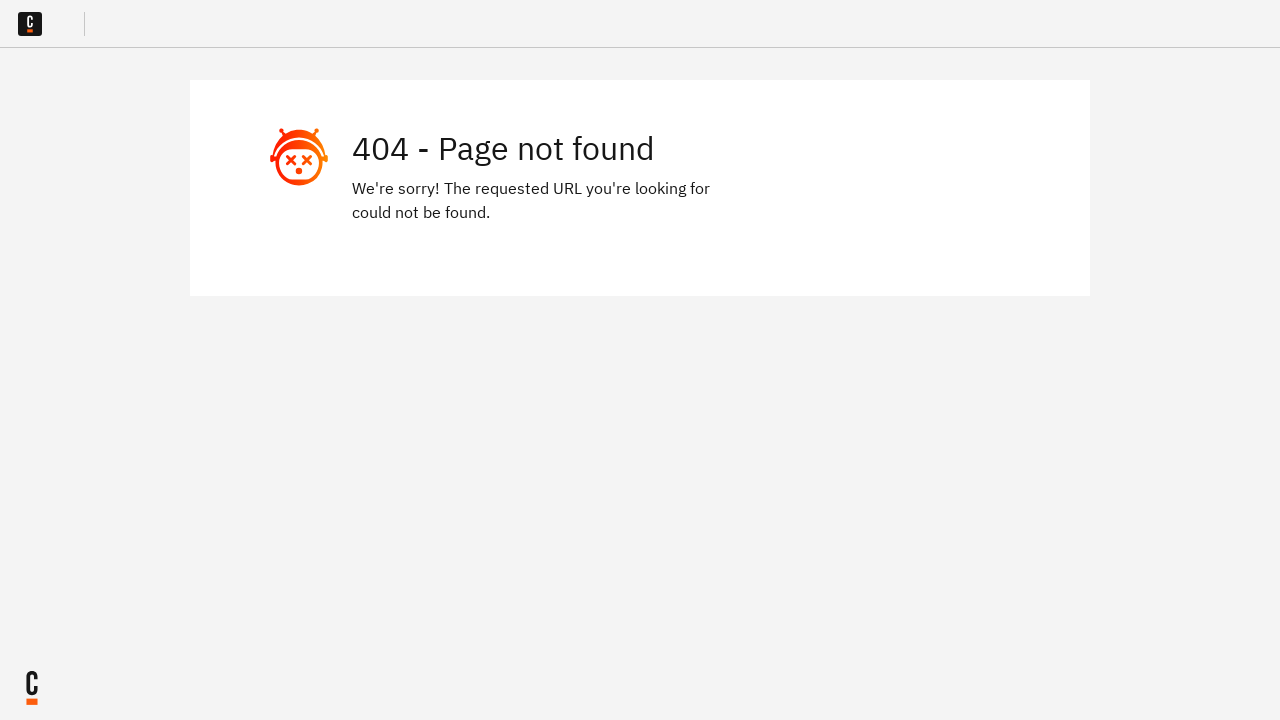 C
404 - Page not found
We're sorry! The requested URL you're looking for
could not be found.
C